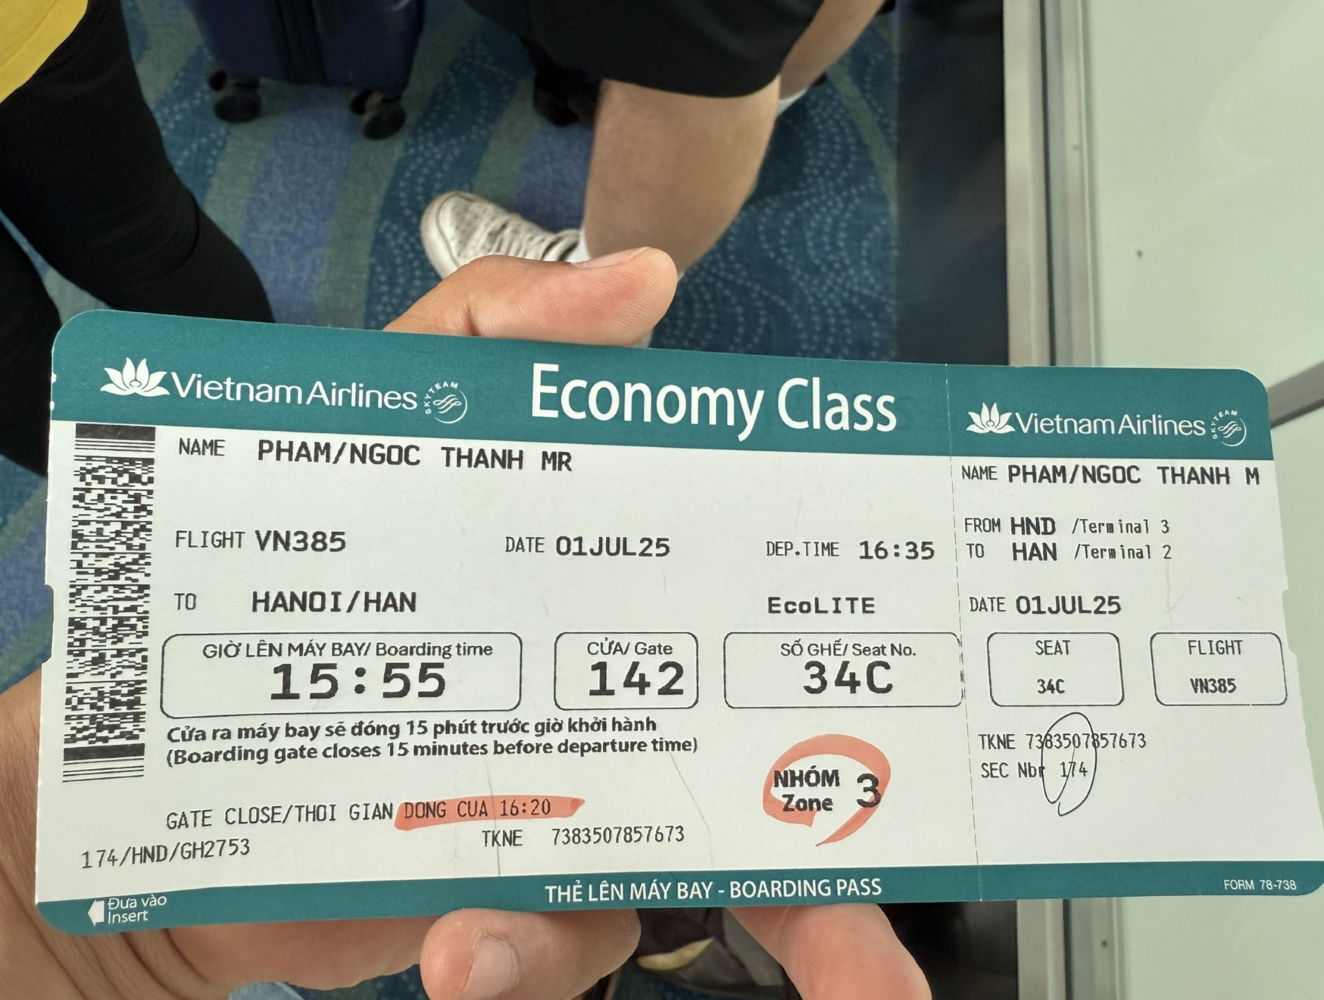 Vietnam Airlines SKYTEAM
Economy Class
NAME PHAM/NGOC THANH MR
FLIGHT VN385 DATE 01JUL25 DEP.TIME 16:35
TO HANOI/HAN EcoLITE
GIỜ LÊN MÁY BAY/ Boarding time
15:55
CỬA/ Gate
142
SỐ GHẾ/ Seat No.
34C
Cửa ra máy bay sẽ đóng 15 phút trước giờ khởi hành
(Boarding gate closes 15 minutes before departure time)
NHÓM
Zone 3
GATE CLOSE/THOI GIAN DONG CUA 16:20
TKNE 7383507857673
174/HND/GH2753
Đưa vào
Insert
THẺ LÊN MÁY BAY - BOARDING PASS
Vietnam Airlines SKYTEAM
NAME PHAM/NGOC THANH M
FROM HND /Terminal 3
TO HAN /Terminal 2
DATE 01JUL25
SEAT
34C
FLIGHT
VN385
TKNE 7383507857673
SEC Nbr 174
FORM 78-738